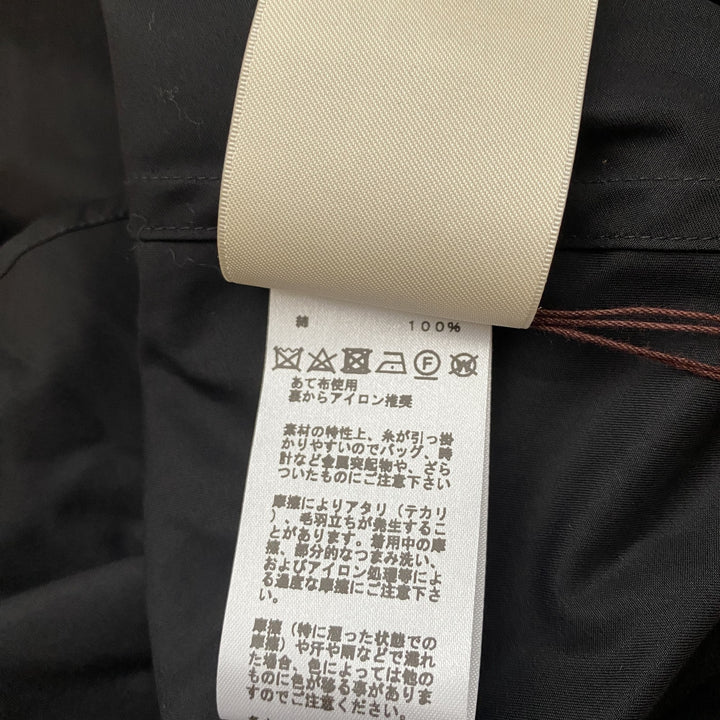 綿 100%
F W
あて布使用
裏からアイロン推奨
素材の特性上、糸が引っ掛
かりやすいのでバッグ、時
計など金属突起物や、ざら
ついたものにご注意下さい
摩擦によりアタリ（テカリ
）、毛羽立ちが発生するこ
とがあります。着用中の摩
擦、部分的なつまみ洗い、
およびアイロン処理等によ
る過度な摩擦にご注意くだ
摩擦（特に湿った状態での
摩擦）や汗や雨などで濡れ
た場合、色によっては他の
ものに色が移る事がありま
すのでご注意ください